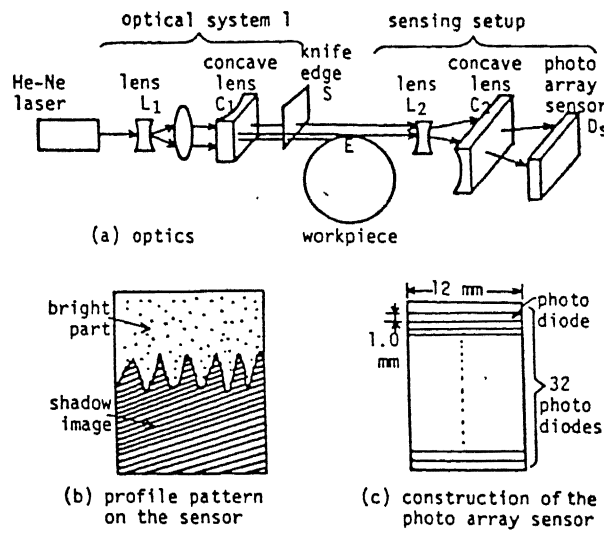 optical system 1
sensing setup
He-Ne
laser
lens
L1
concave
lens
C1
knife
edge
S
lens
L2
concave
lens
C2
photo
array
sensor
Ds
E
workpiece
(a) optics
bright
part
shadow
image
(b) profile pattern
on the sensor
12 mm
1.0
mm
photo
diode
32
photo
diodes
(c) construction of the
photo array sensor